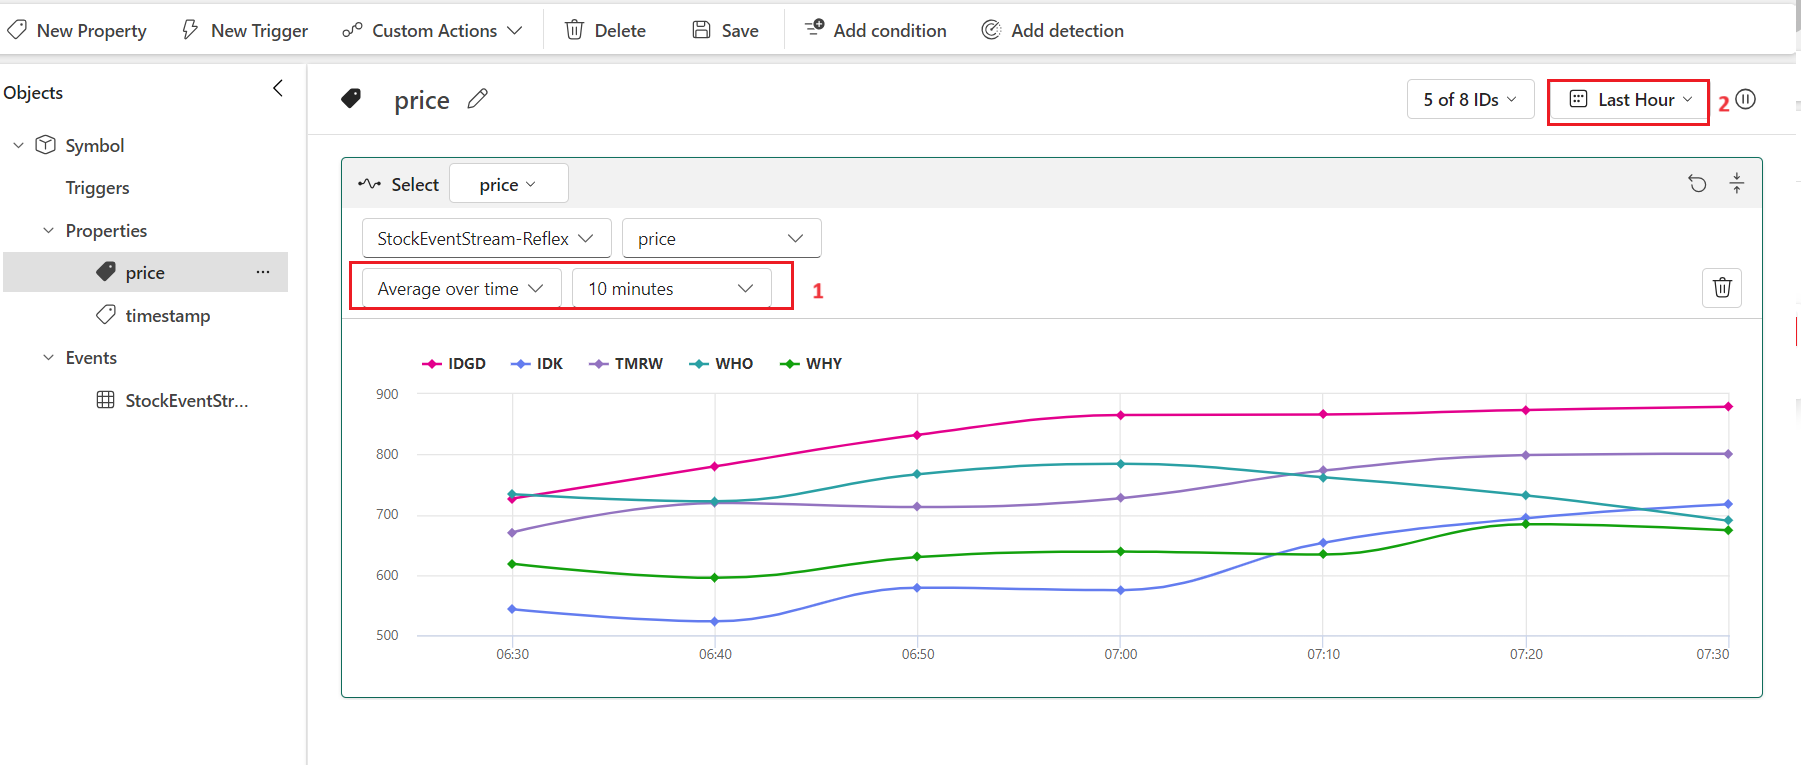 New Property New Trigger Custom Actions Delete Save Add condition Add detection
Objects
Symbol
Triggers
Properties
price ...
timestamp
Events
StockEventStr...
price
5 of 8 IDs Last Hour 2
Select price
StockEventStream-Reflex price
Average over time 10 minutes 1
IDGD IDK TMRW WHO WHY
900
800
700
600
500
06:30 06:40 06:50 07:00 07:10 07:20 07:30